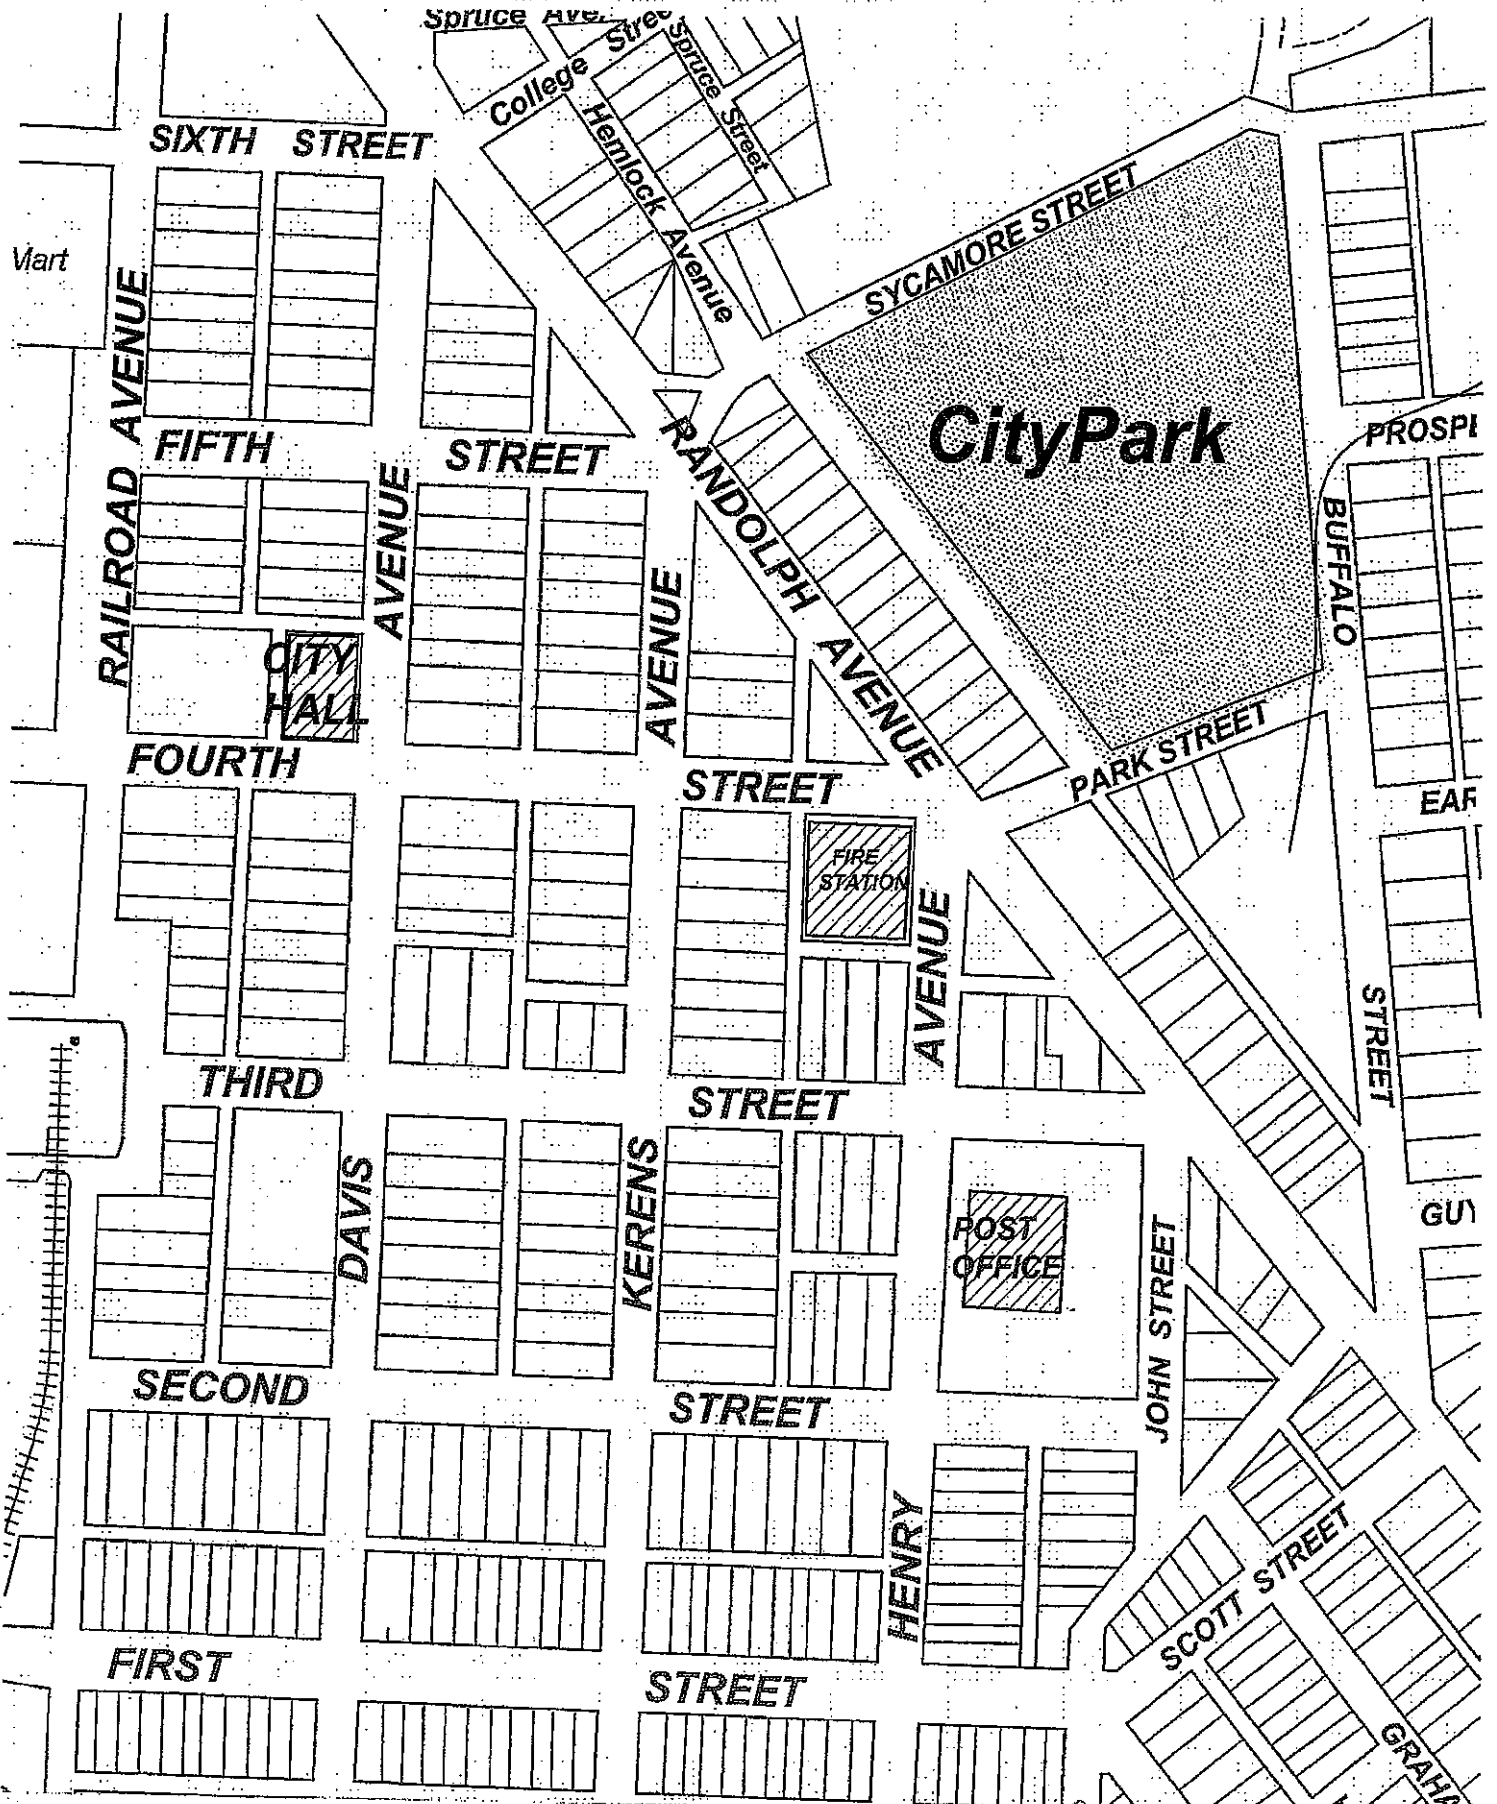 Spruce Ave.
College Stree
Spruce Street
Hemlock Avenue
SIXTH STREET
SYCAMORE STREET
Mart
RAILROAD AVENUE
CityPark
PROSPE
FIFTH STREET
RANDOLPH AVENUE
BUFFALO STREET
DAVIS AVENUE
KERENS AVENUE
CITY
HALL
PARK STREET
FOURTH STREET
EAR
FIRE
STATION
HENRY AVENUE
THIRD STREET
POST
OFFICE
JOHN STREET
GUY
SECOND STREET
SCOTT STREET
FIRST STREET
GRAHA